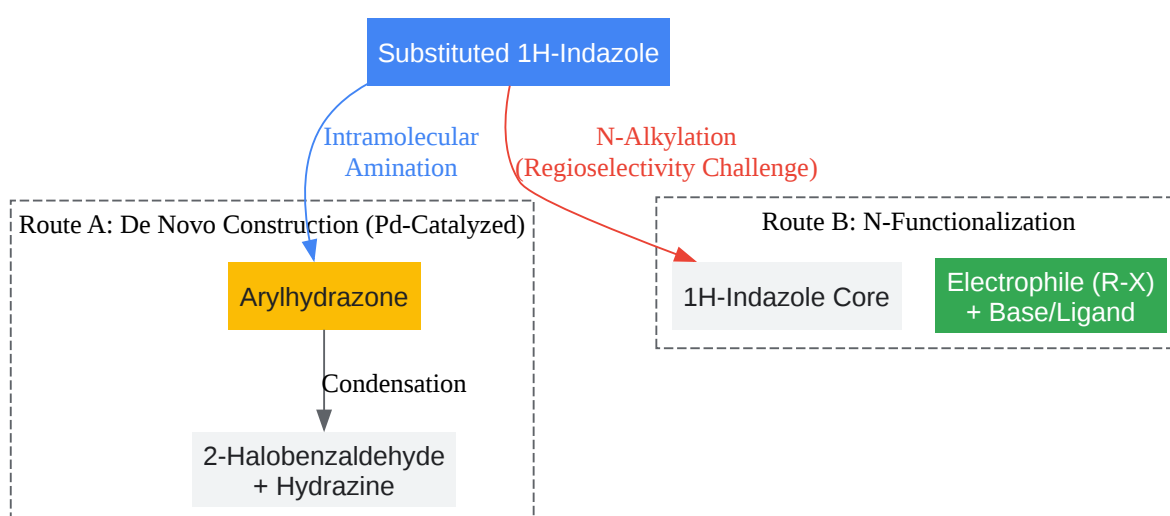 Substituted 1H-Indazole
Intramolecular
Amination
N-Alkylation
(Regioselectivity Challenge)
Route A: De Novo Construction (Pd-Catalyzed)
Arylhydrazone
Condensation
2-Halobenzaldehyde
+ Hydrazine
Route B: N-Functionalization
1H-Indazole Core
Electrophile (R-X)
+ Base/Ligand